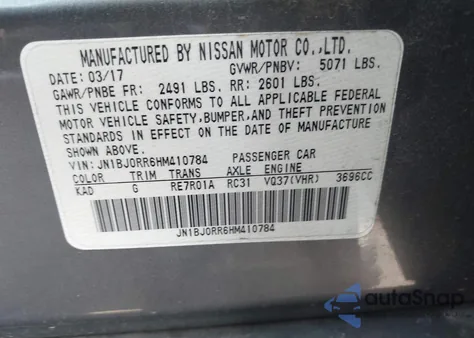 MANUFACTURED BY NISSAN MOTOR CO.,LTD.
DATE: 03/17 GVWR/PNBV: 5071 LBS.
GAWR/PNBE FR: 2491 LBS. RR: 2601 LBS.
THIS VEHICLE CONFORMS TO ALL APPLICABLE FEDERAL
MOTOR VEHICLE SAFETY, BUMPER, AND THEFT PREVENTION
STANDARDS IN EFFECT ON THE DATE OF MANUFACTURE
SHOWN ABOVE.
VIN: JN1BJ0RR6HM410784 PASSENGER CAR
COLOR TRIM TRANS AXLE ENGINE
KAD G RE7R01A RC31 VQ37(VHR) 3696CC
JN1BJ0RR6HM410784
autoSnap